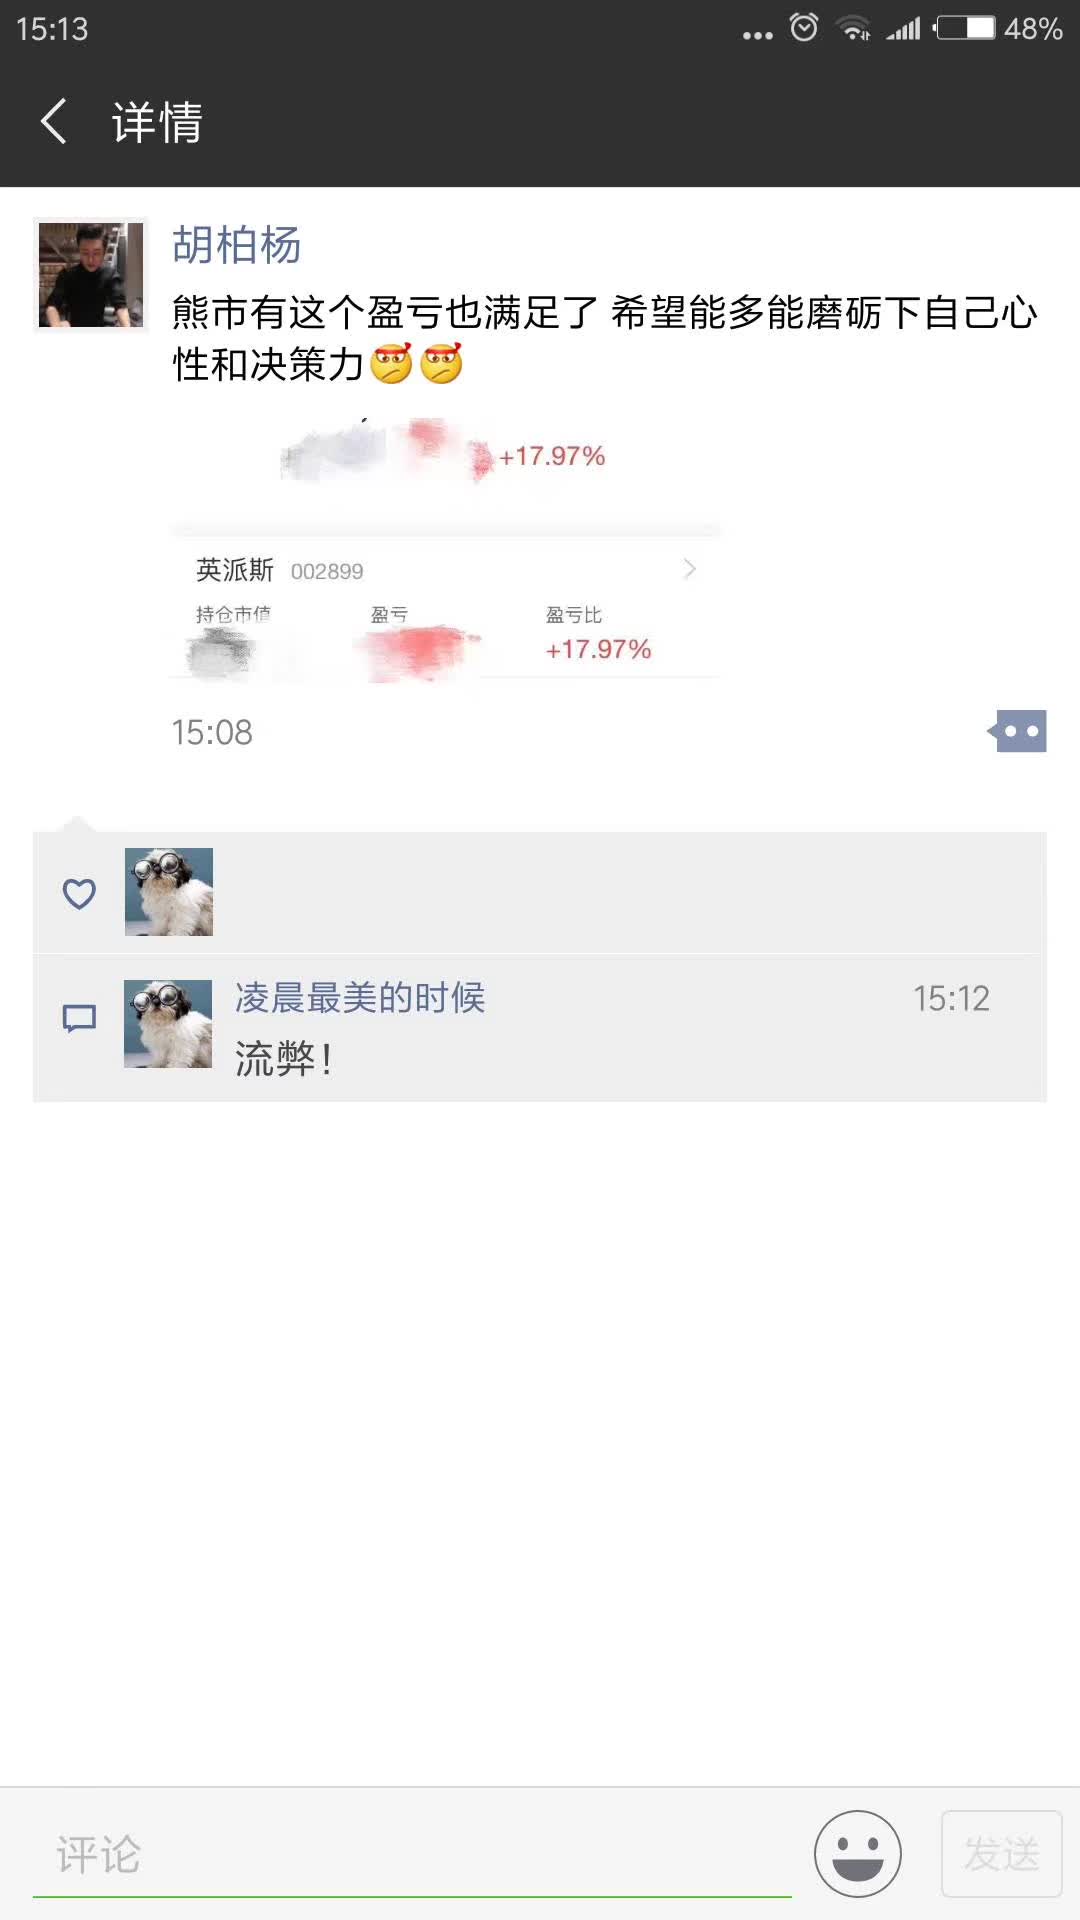 15:13
48%
详情
胡柏杨
熊市有这个盈亏也满足了 希望能多能磨砺下自己心
性和决策力
+17.97%
英派斯 002899
持仓市值 盈亏 盈亏比
+17.97%
15:08
凌晨最美的时候 15:12
流弊！
评论 发送